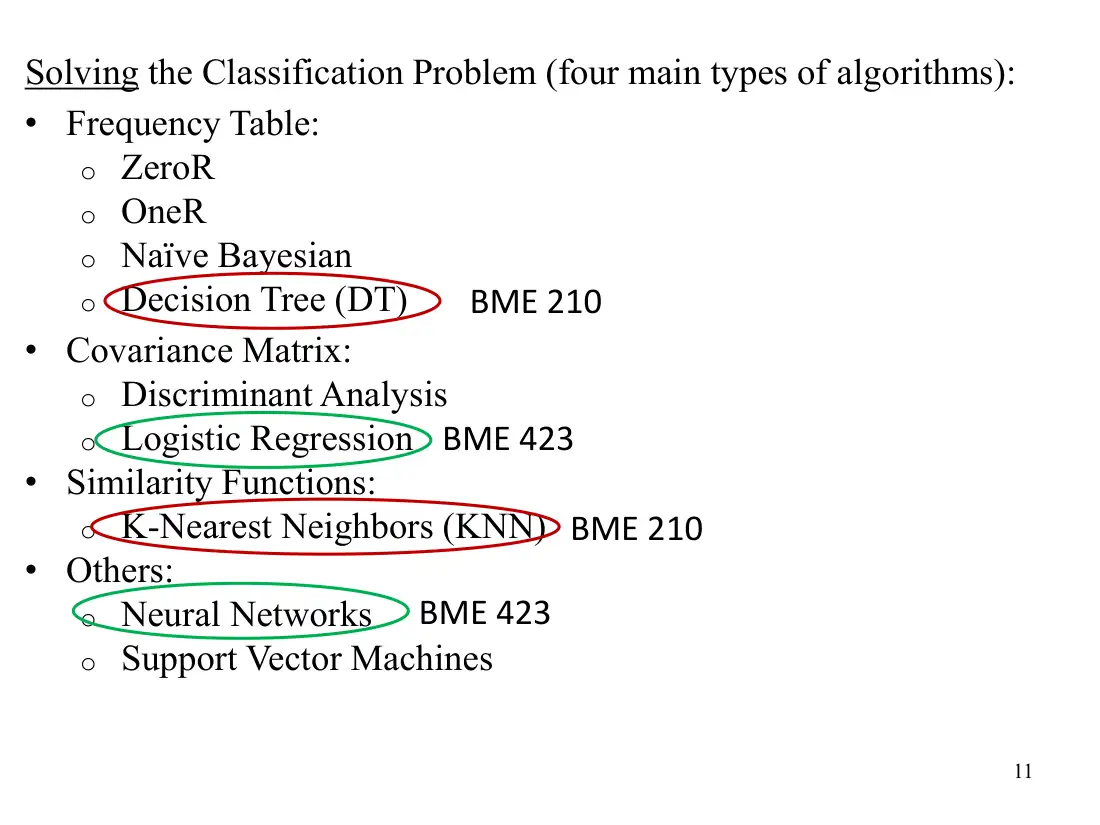 Solving the Classification Problem (four main types of algorithms):
• Frequency Table:
o ZeroR
o OneR
o Naïve Bayesian
o Decision Tree (DT) BME 210
• Covariance Matrix:
o Discriminant Analysis
o Logistic Regression BME 423
• Similarity Functions:
o K-Nearest Neighbors (KNN) BME 210
• Others:
o Neural Networks BME 423
o Support Vector Machines
11